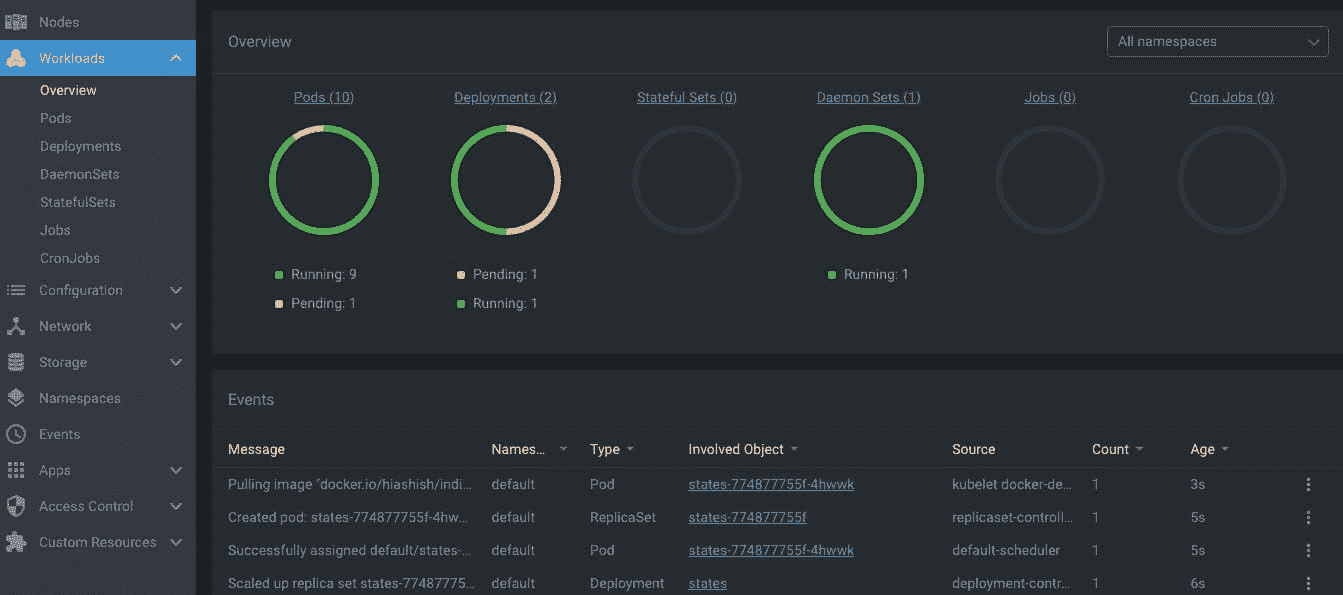 Nodes
Workloads
Overview
Pods
Deployments
DaemonSets
StatefulSets
Jobs
CronJobs
Configuration
Network
Storage
Namespaces
Events
Apps
Access Control
Custom Resources
Overview All namespaces
Pods (10) Deployments (2) Stateful Sets (0) Daemon Sets (1) Jobs (0) Cron Jobs (0)
Running: 9 Pending: 1 Running: 1
Pending: 1 Running: 1
Events
Message Names... Type Involved Object Source Count Age
Pulling image "docker.io/hiashish/indi... default Pod states-774877755f-4hwwk kubelet docker-de... 1 3s
Created pod: states-774877755f-4hw... default ReplicaSet states-774877755f replicaset-controll... 1 5s
Successfully assigned default/states-... default Pod states-774877755f-4hwwk default-scheduler 1 5s
Scaled up replica set states-77487775... default Deployment states deployment-contr... 1 6s